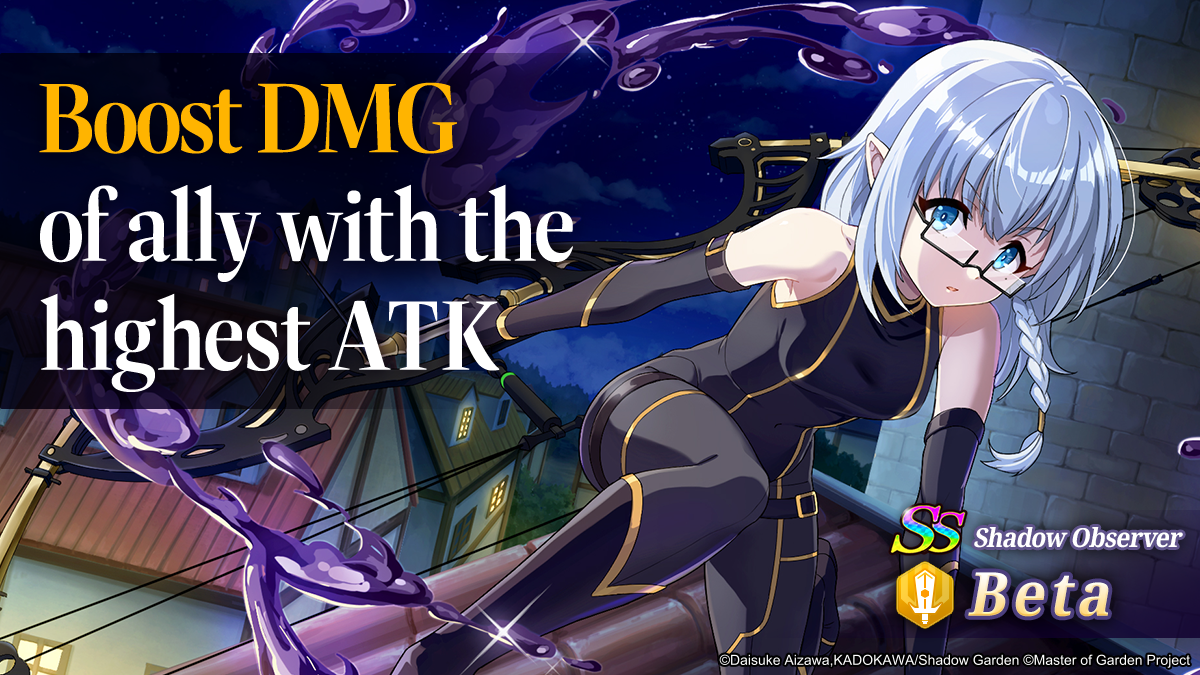 Boost DMG
of ally with the
highest ATK
SS Shadow Observer
Beta
©Daisuke Aizawa,KADOKAWA/Shadow Garden ©Master of Garden Project